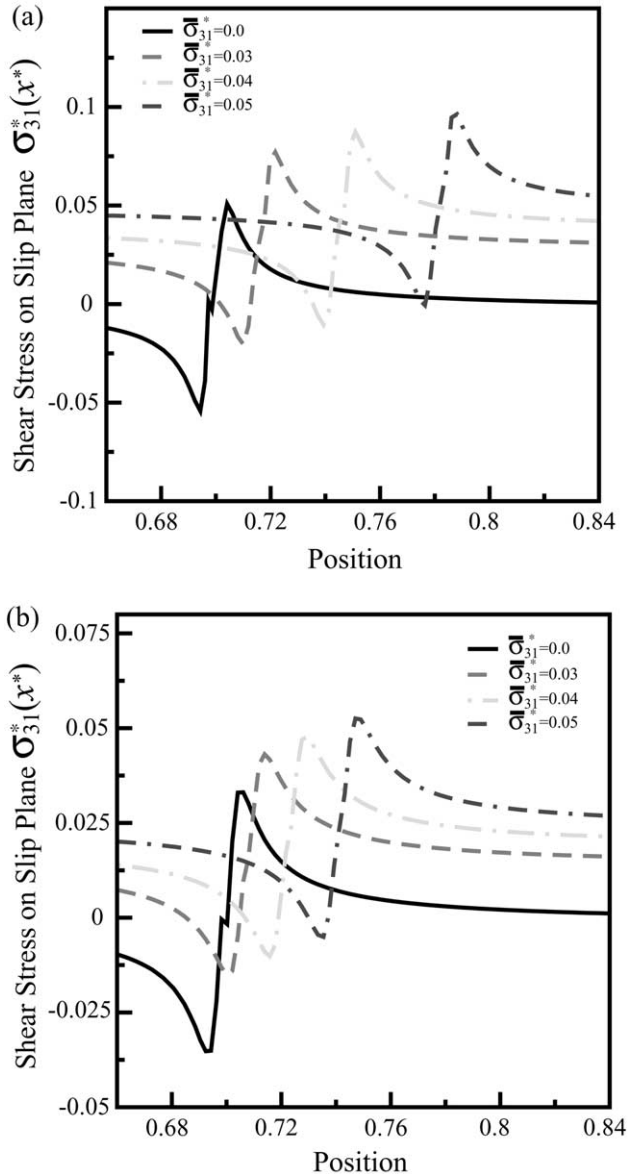 (a)
σ̅*31=0.0
σ̅*31=0.03
σ̅*31=0.04
σ̅*31=0.05
Shear Stress on Slip Plane σ*31(x*)
0.1
0.05
0
-0.05
-0.1
0.68 0.72 0.76 0.8 0.84
Position
(b)
σ̅*31=0.0
σ̅*31=0.03
σ̅*31=0.04
σ̅*31=0.05
Shear Stress on Slip Plane σ*31(x*)
0.075
0.05
0.025
0
-0.025
-0.05
0.68 0.72 0.76 0.8 0.84
Position